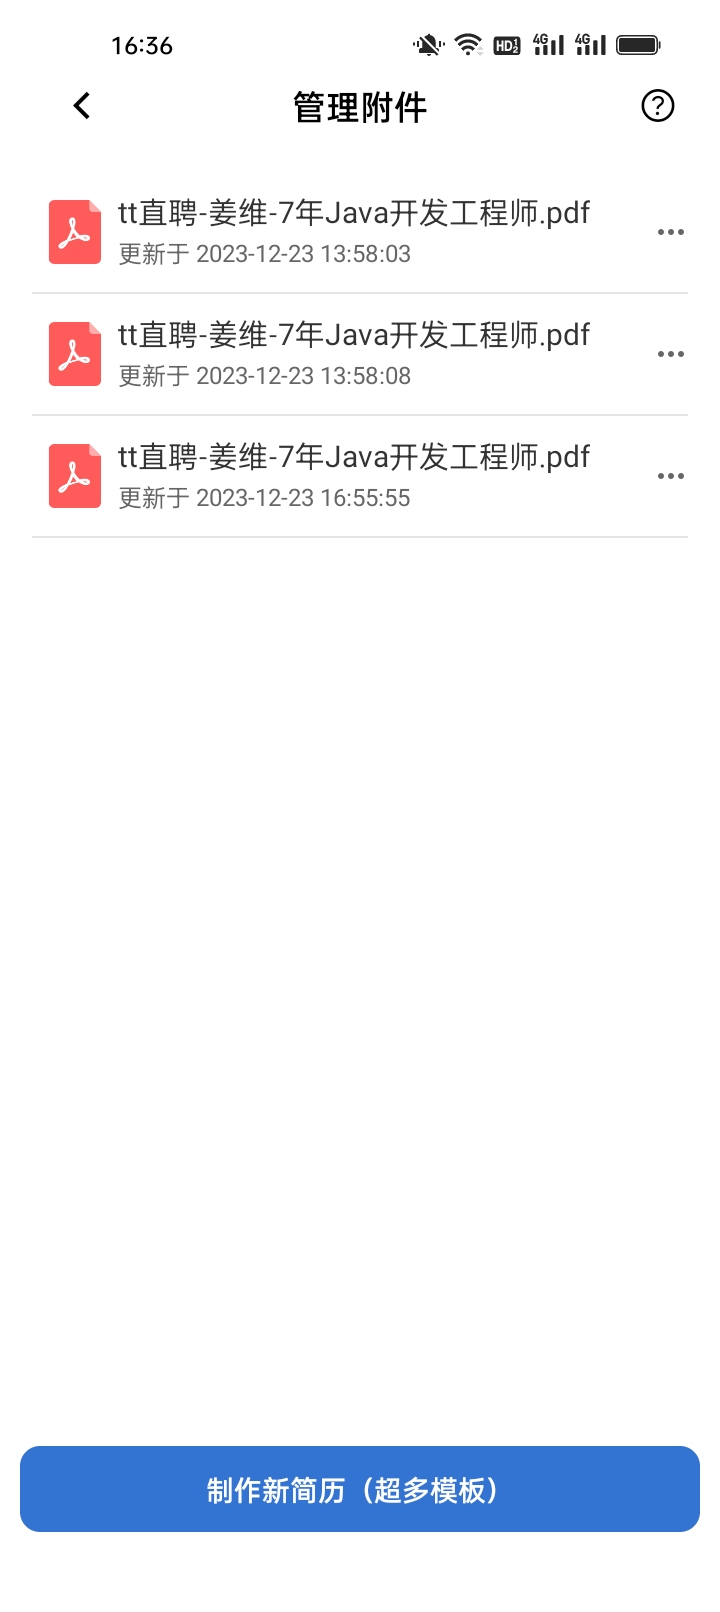 16:36
HD 1 2 4G 4G
管理附件
tt直聘-姜维-7年Java开发工程师.pdf
更新于 2023-12-23 13:58:03
tt直聘-姜维-7年Java开发工程师.pdf
更新于 2023-12-23 13:58:08
tt直聘-姜维-7年Java开发工程师.pdf
更新于 2023-12-23 16:55:55
制作新简历（超多模板）